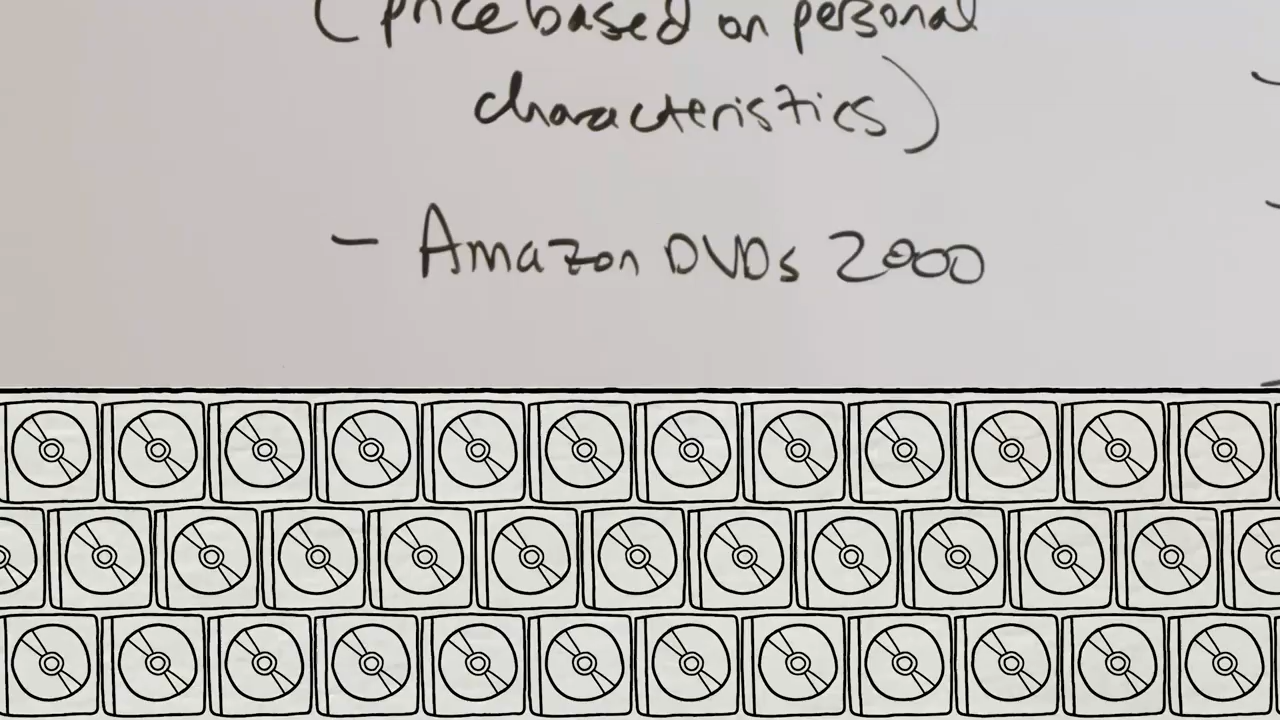 (price based on personal
characteristics)
- Amazon DVDs 2000